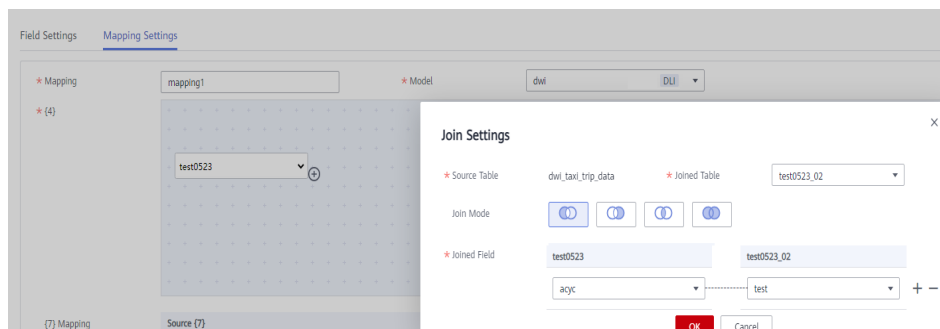 Field Settings Mapping Settings
* Mapping mapping1 * Model dwi DLI
* {4}
test0523
Join Settings
* Source Table dwi_taxi_trip_data * Joined Table test0523_02
Join Mode
* Joined Field test0523 test0523_02
acyc test
OK Cancel
{7} Mapping Source {7}